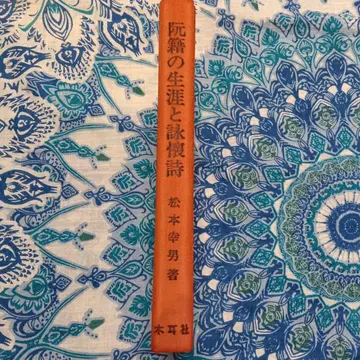 阮籍の生涯と詠懐詩
松本幸男著
木耳社